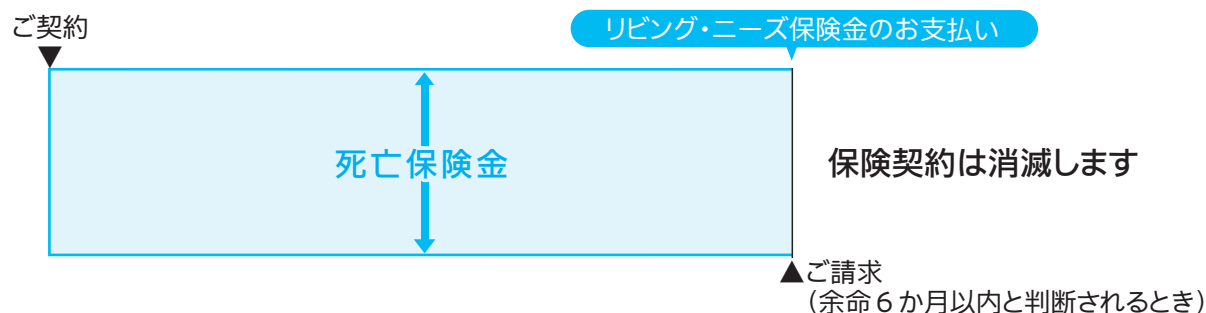 ご契約
▼
リビング・ニーズ保険金のお支払い
死亡保険金
保険契約は消滅します
▲ご請求
(余命6か月以内と判断されるとき)